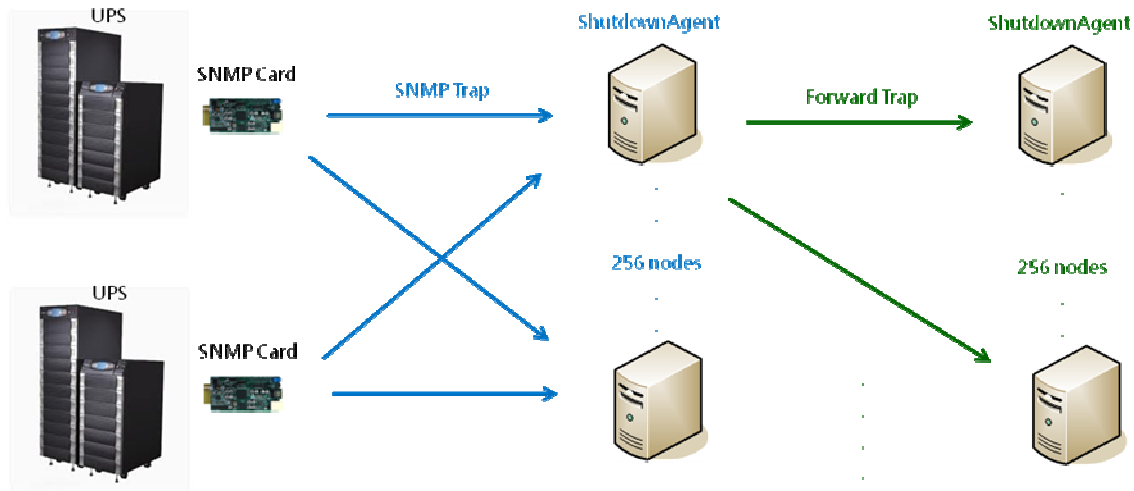 UPS
ShutdownAgent
ShutdownAgent
SNMP Card
SNMP Trap
Forward Trap
256 nodes
256 nodes
UPS
SNMP Card